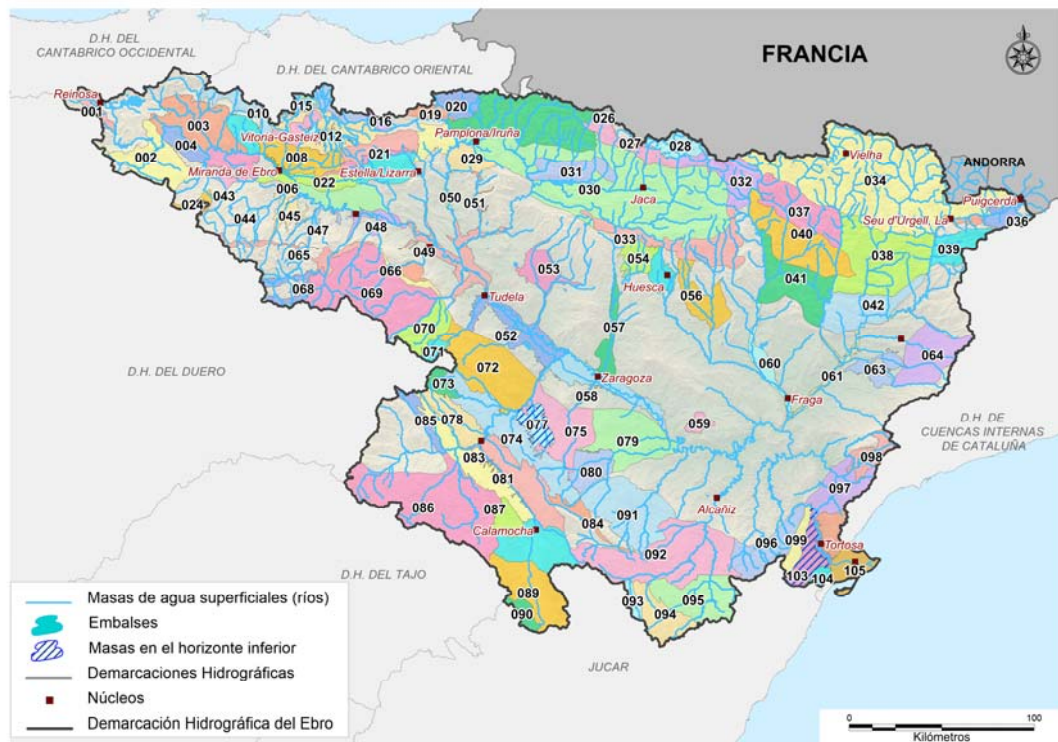 D.H. DEL
CANTABRICO OCCIDENTAL
D.H. DEL CANTABRICO ORIENTAL
FRANCIA
Reinosa
001
015
020
010
016
019
026
003
012
Pamplona/Iruña
027
028
Vielha
ANDORRA
004
Vitoria-Gasteiz
021
002
008
029
031
032
034
Miranda de Ebro
Estella/Lizarra
030
Jaca
Puigcerda
006
022
050
051
037
Seu d'Urgell, La
036
024
043
044
045
047
048
033
040
038
039
065
049
054
053
041
066
Huesca
056
068
069
Tudela
042
070
052
057
071
060
064
072
061
063
D.H. DEL DUERO
073
Zaragoza
058
Fraga
D.H. DE
CUENCAS INTERNAS
DE CATALUÑA
085
078
077
059
074
075
079
083
098
080
097
081
Alcañiz
086
087
084
091
Calamocha
092
096
099
Tortosa
103
104
105
D.H. DEL TAJO
089
093
095
090
094
JUCAR
Masas de agua superficiales (ríos)
Embalses
Masas en el horizonte inferior
Demarcaciones Hidrográficas
Núcleos
Demarcación Hidrográfica del Ebro
0
100
Kilómetros